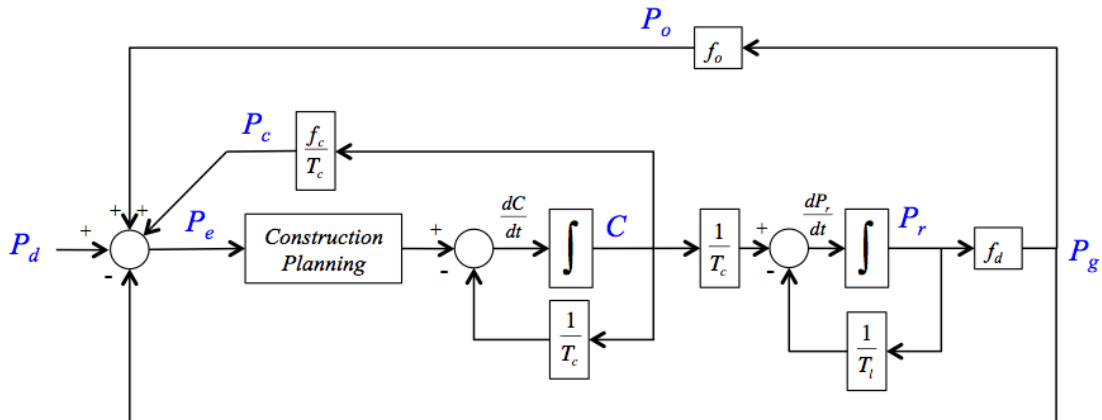 P_o
f_o
P_c
f_c
T_c
+ +
dC
dt
dP_r
dt
P_d
+
P_e
Construction
Planning
+
∫
C
1
T_c
+
∫
P_r
f_d
P_g
-
-
-
1
T_c
1
T_l